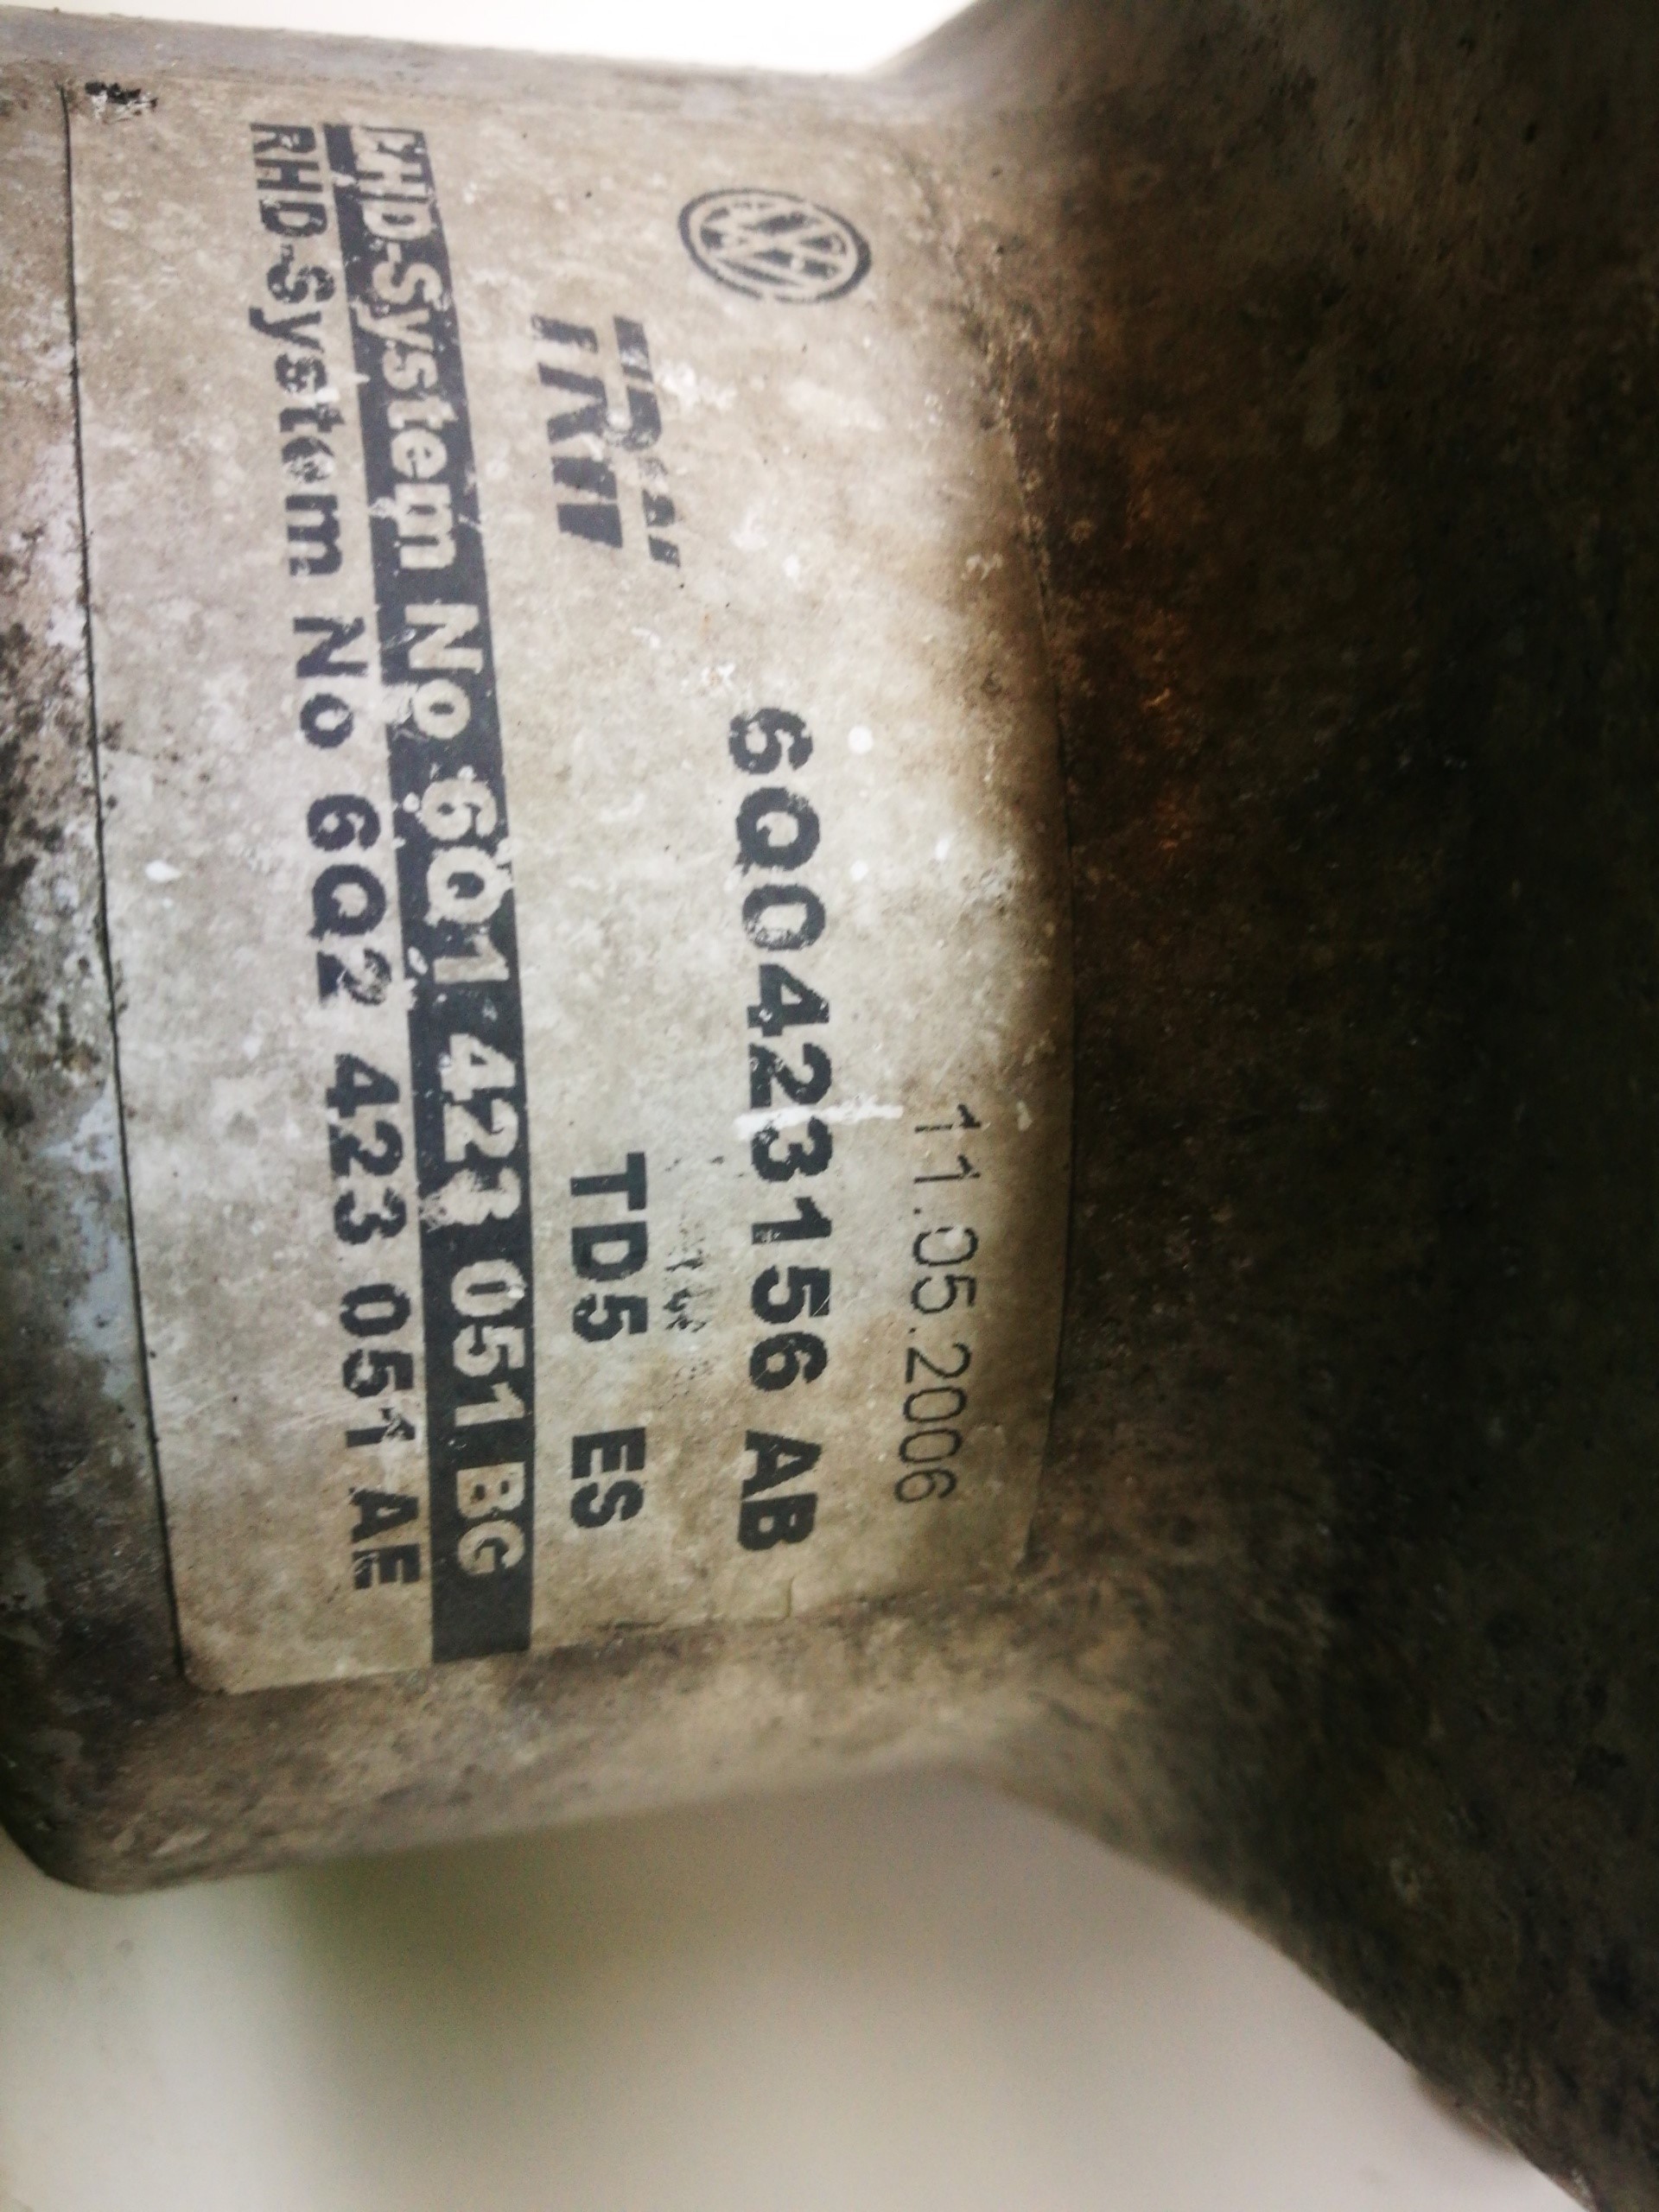 11.05.2006
6Q0423156 AB
TRW
TD5 ES
LHD-System No 6Q1 423 051 BG
RHD-System No 6Q2 423 051 AE